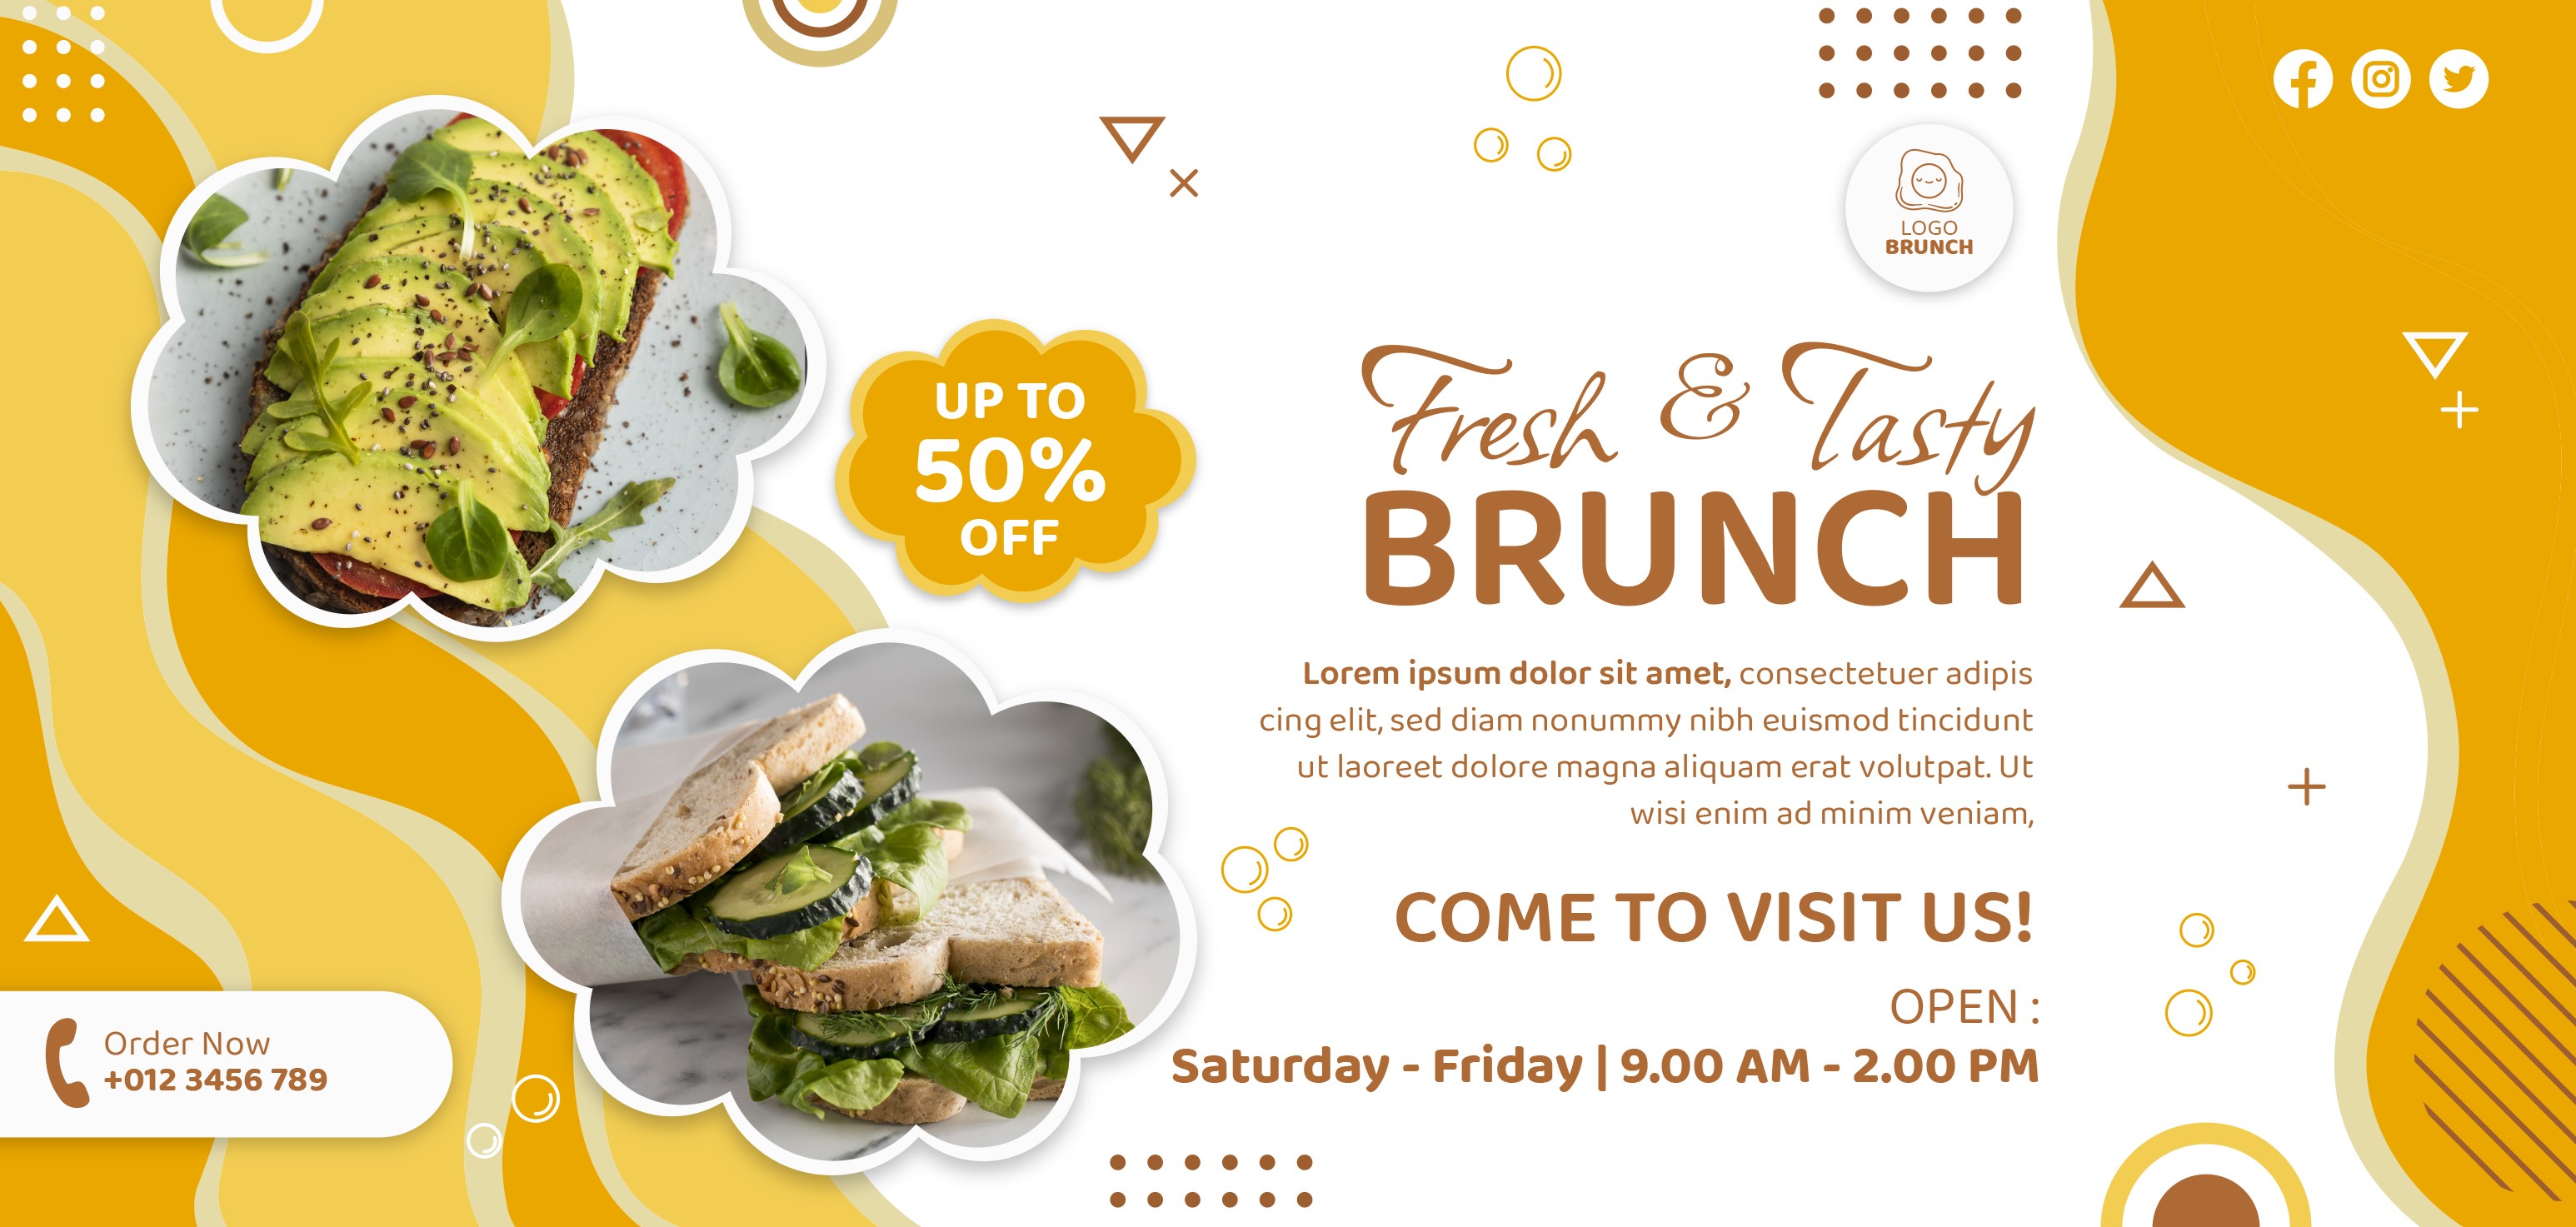 LOGO
BRUNCH
UP TO
50%
OFF
Fresh & Tasty
BRUNCH
Lorem ipsum dolor sit amet, consectetuer adipis
cing elit, sed diam nonummy nibh euismod tincidunt
ut laoreet dolore magna aliquam erat volutpat. Ut
wisi enim ad minim veniam,
COME TO VISIT US!
OPEN :
Saturday - Friday | 9.00 AM - 2.00 PM
Order Now
+012 3456 789